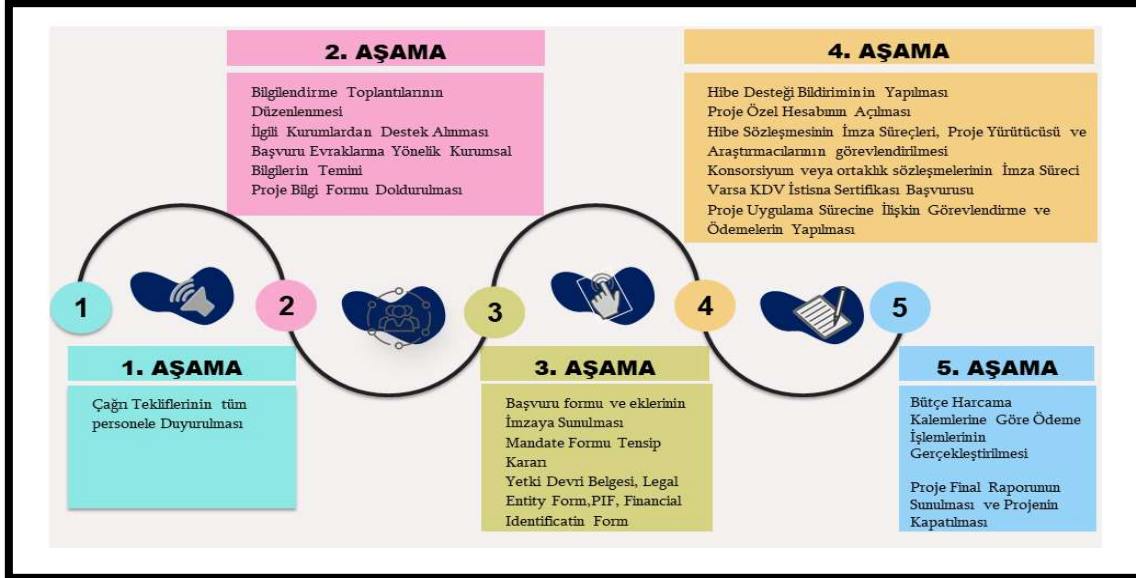 2. AŞAMA
Bilgilendirme Toplantılarının
Düzenlenmesi
İlgili Kurumlardan Destek Alınması
Başvuru Evraklarına Yönelik Kurumsal
Bilgilerin Temini
Proje Bilgi Formu Doldurulması
4. AŞAMA
Hibe Desteği Bildiriminin Yapılması
Proje Özel Hesabının Açılması
Hibe Sözleşmesinin İmza Süreçleri, Proje Yürütücüsü ve
Araştırmacılarının görevlendirilmesi
Konsorsiyum veya ortaklık sözleşmelerinin İmza Süreci
Varsa KDV İstisna Sertifikası Başvurusu
Proje Uygulama Sürecine İlişkin Görevlendirme ve
Ödemelerin Yapılması
1
2
3
4
5
1. AŞAMA
Çağrı Tekliflerinin tüm
personele Duyurulması
3. AŞAMA
Başvuru formu ve eklerinin
İmzaya Sunulması
Mandate Formu Tensip
Kararı
Yetki Devri Belgesi, Legal
Entity Form,PIF, Financial
Identificatin Form
5. AŞAMA
Bütçe Harcama
Kalemlerine Göre Ödeme
İşlemlerinin
Gerçekleştirilmesi
Proje Final Raporunun
Sunulması ve Projenin
Kapatılması